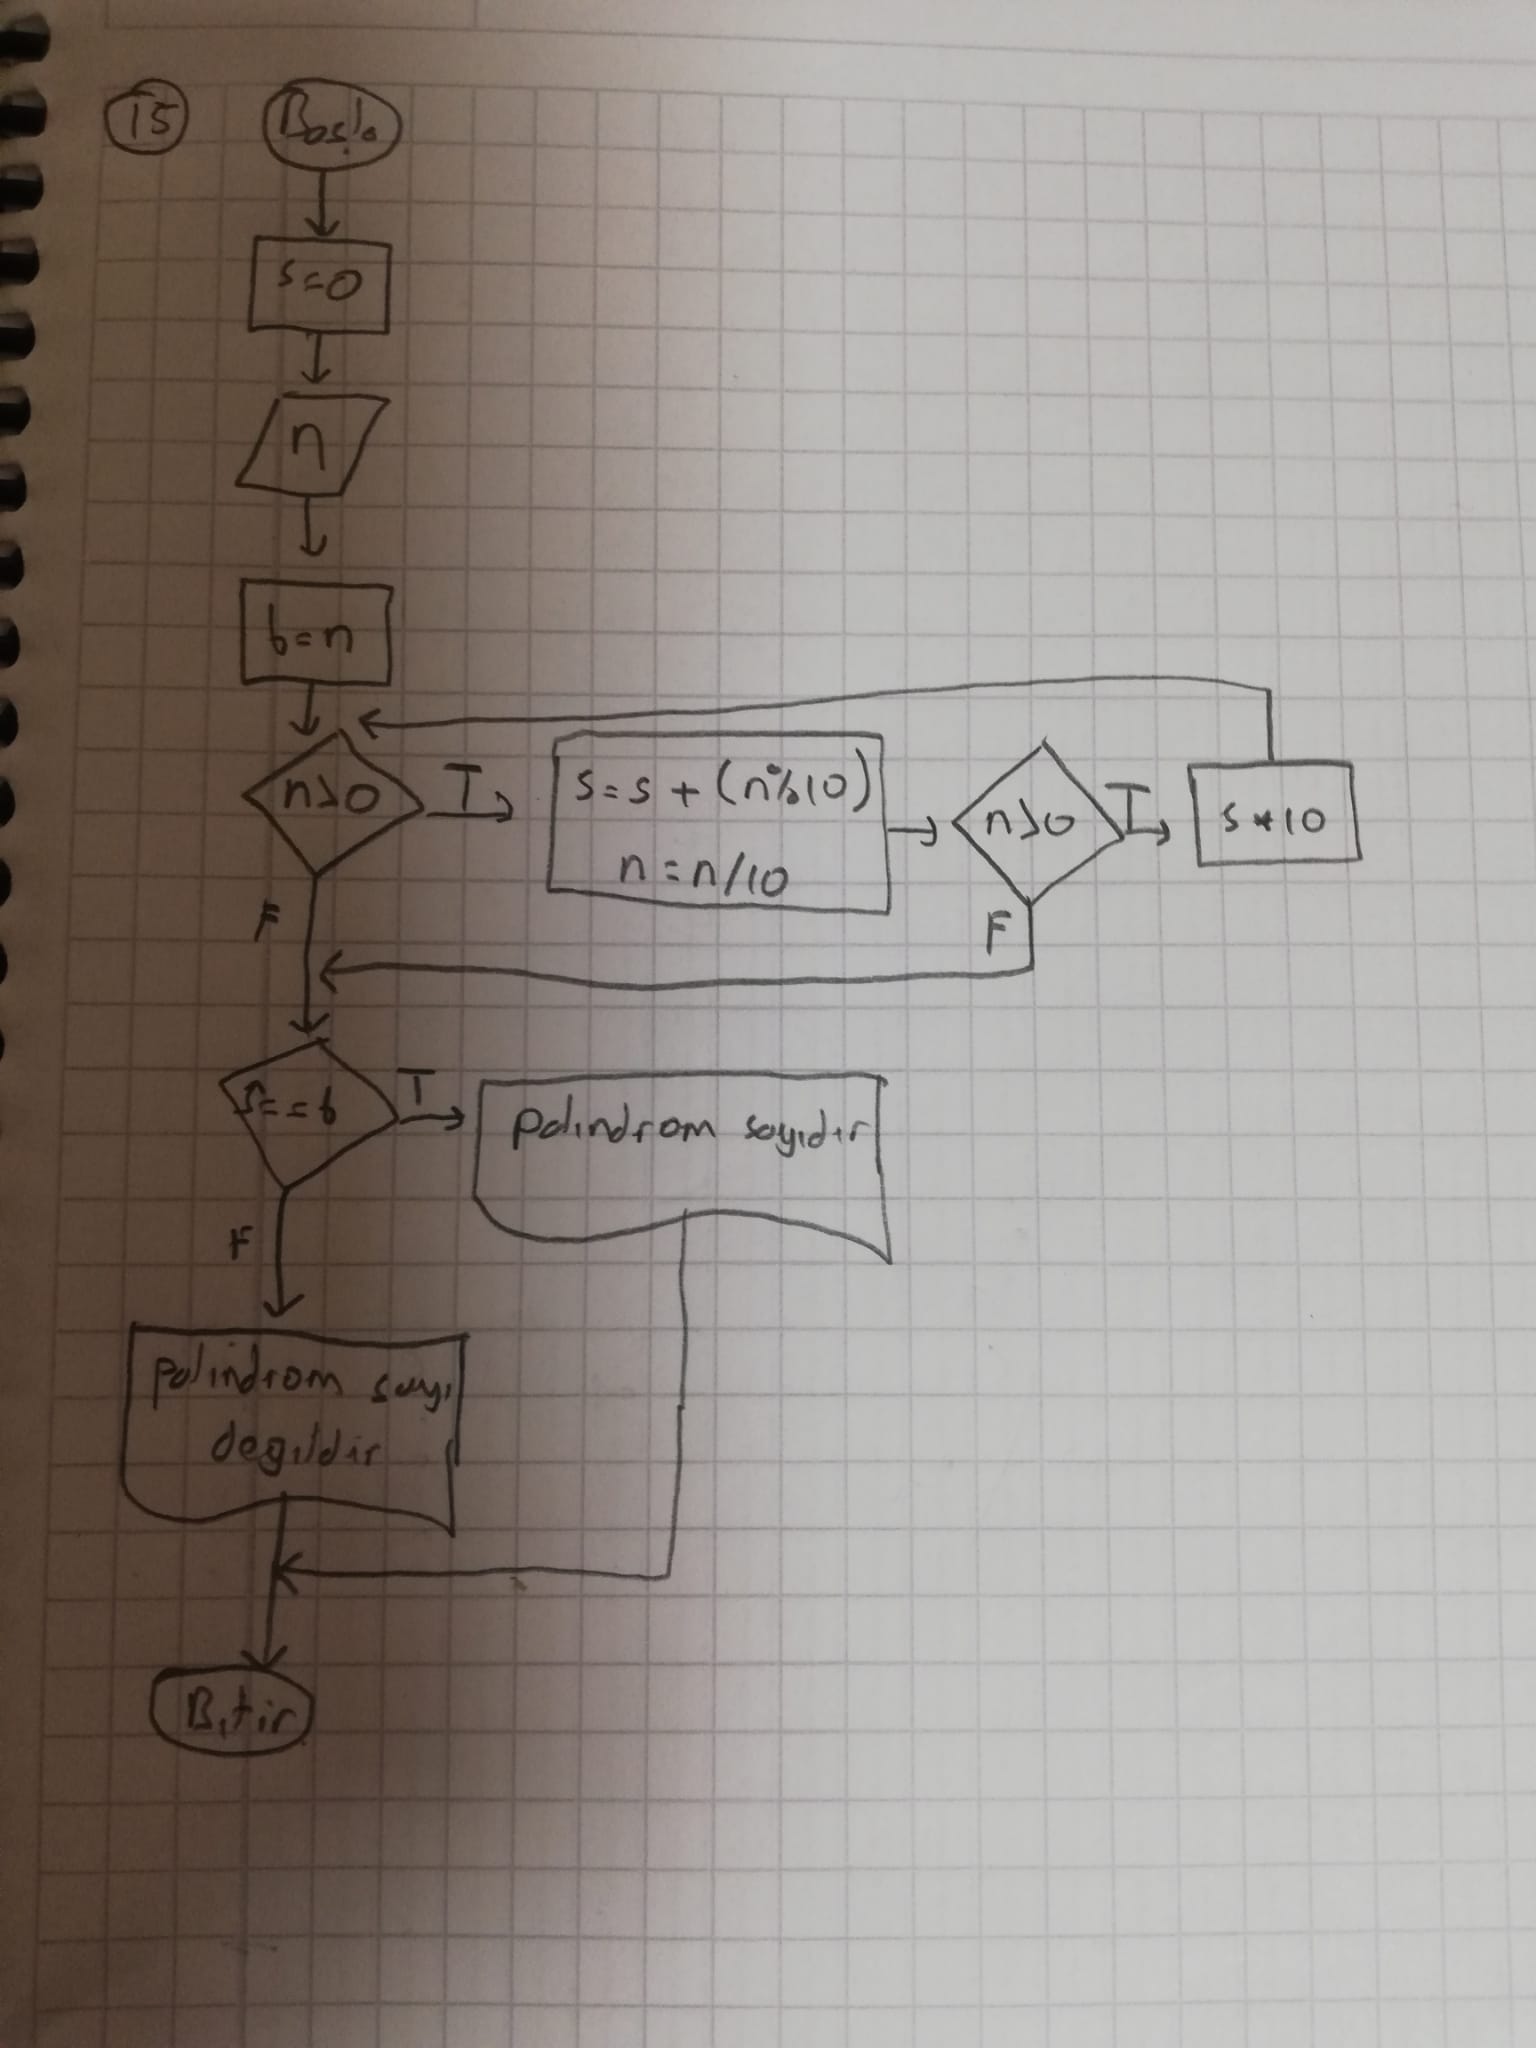 15
Başla
s=0
n
b=n
n>0
T
s=s+(n%10)
n=n/10
n>0
T
s*10
F
F
s==b
T
palindrom sayıdır
F
palindrom sayı
değildir
Bitir